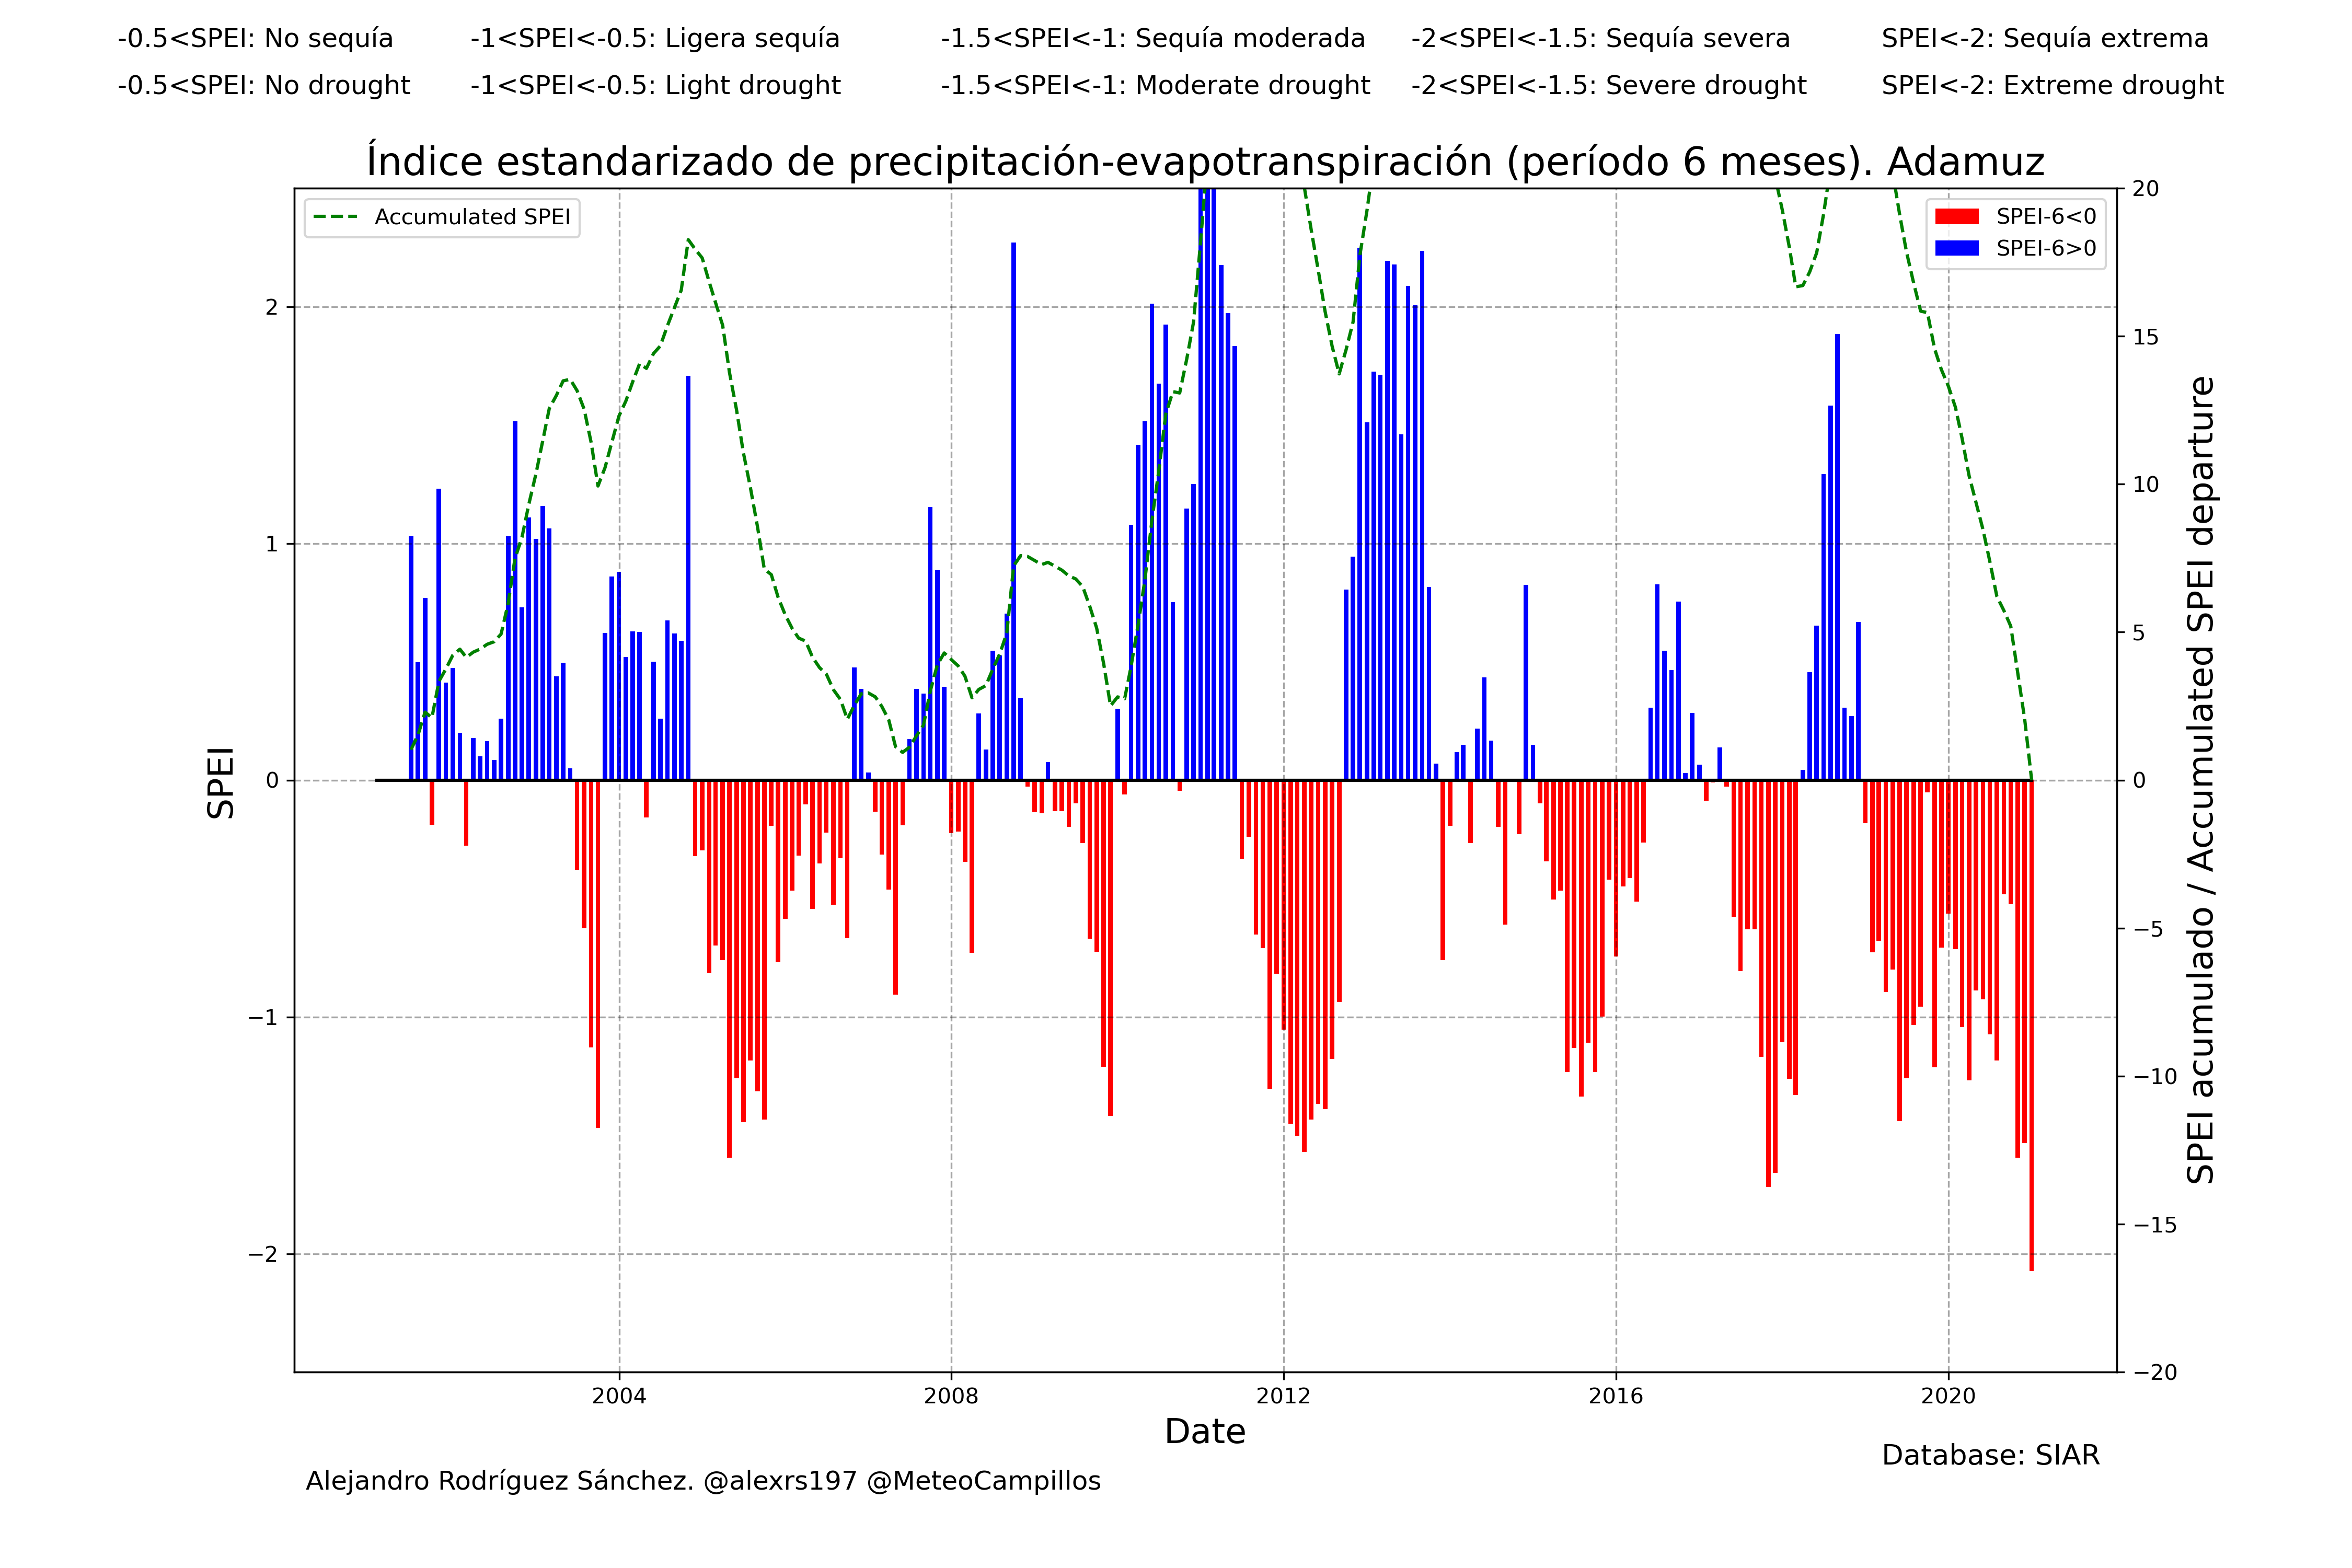 -0.5<SPEI: No sequía -1<SPEI<-0.5: Ligera sequía -1.5<SPEI<-1: Sequía moderada -2<SPEI<-1.5: Sequía severa SPEI<-2: Sequía extrema
-0.5<SPEI: No drought -1<SPEI<-0.5: Light drought -1.5<SPEI<-1: Moderate drought -2<SPEI<-1.5: Severe drought SPEI<-2: Extreme drought
Índice estandarizado de precipitación-evapotranspiración (período 6 meses). Adamuz
Accumulated SPEI
SPEI-6<0
SPEI-6>0
SPEI
2
1
0
−1
−2
20
15
10
5
0
−5
−10
−15
−20
SPEI acumulado / Accumulated SPEI departure
2004 2008 2012 2016 2020
Date
Database: SIAR
Alejandro Rodríguez Sánchez. @alexrs197 @MeteoCampillos